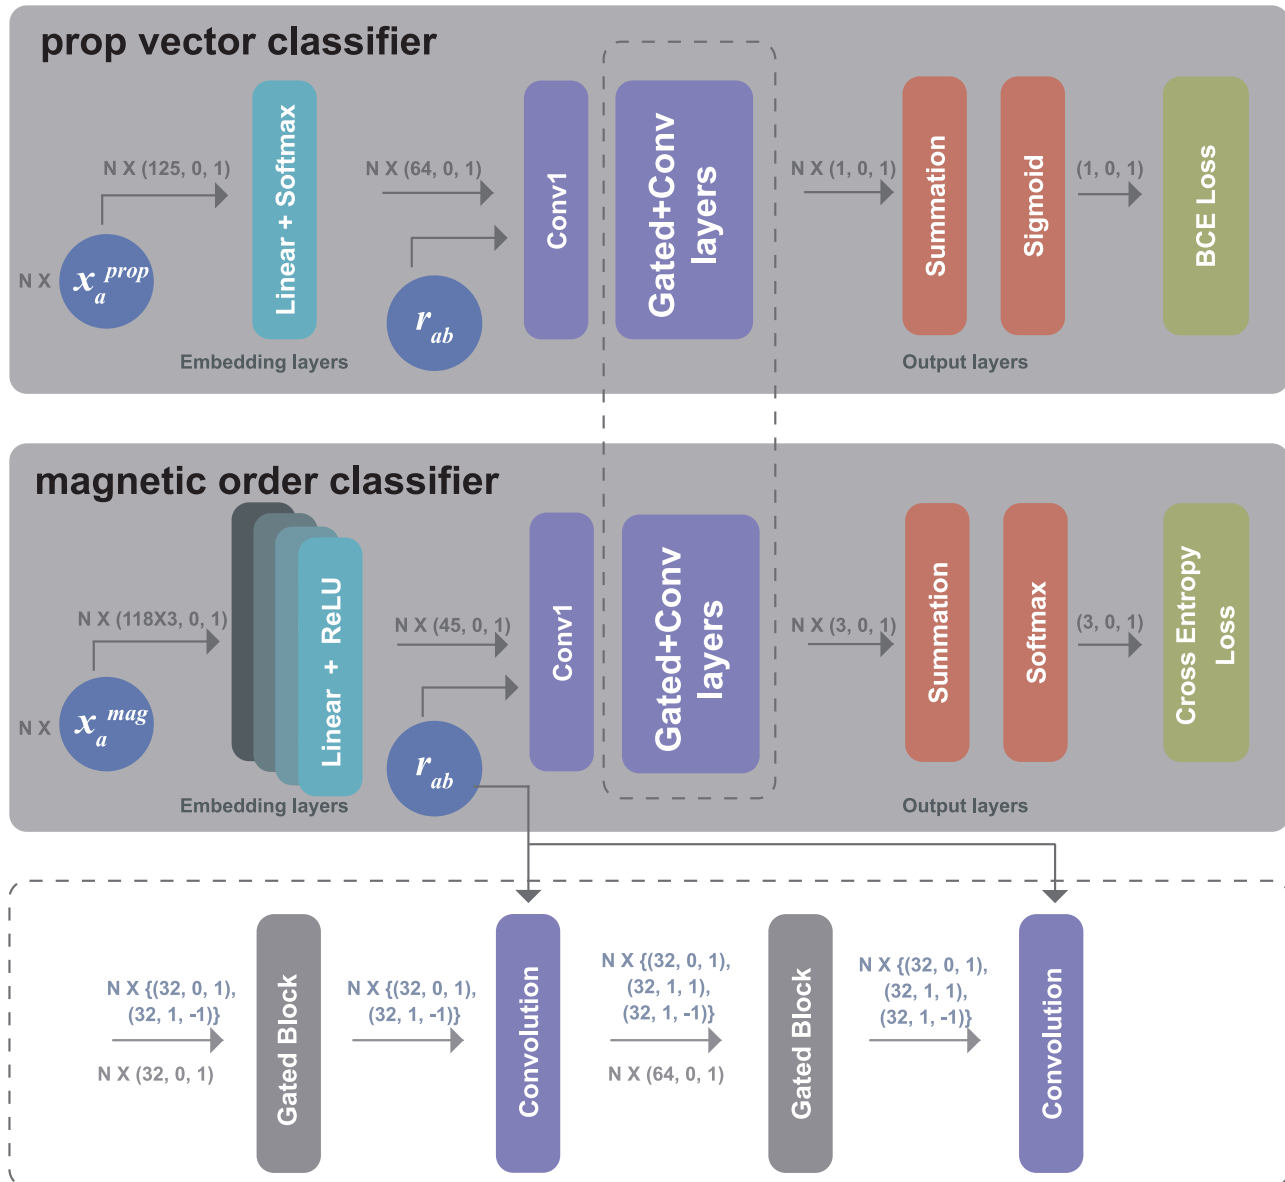 prop vector classifier
N X (125, 0, 1)
N X
x_a^prop
Linear + Softmax
Embedding layers
N X (64, 0, 1)
r_ab
Conv1
Gated+Conv
layers
N X (1, 0, 1)
Summation
Sigmoid
(1, 0, 1)
BCE Loss
Output layers
magnetic order classifier
N X (118X3, 0, 1)
N X
x_a^mag
Linear + ReLU
Embedding layers
N X (45, 0, 1)
r_ab
Conv1
Gated+Conv
layers
N X (3, 0, 1)
Summation
Softmax
(3, 0, 1)
Cross Entropy
Loss
Output layers
N X {(32, 0, 1),
(32, 1, -1)}
N X (32, 0, 1)
Gated Block
N X {(32, 0, 1),
(32, 1, -1)}
Convolution
N X {(32, 0, 1),
(32, 1, 1),
(32, 1, -1)}
N X (64, 0, 1)
Gated Block
N X {(32, 0, 1),
(32, 1, 1),
(32, 1, -1)}
Convolution